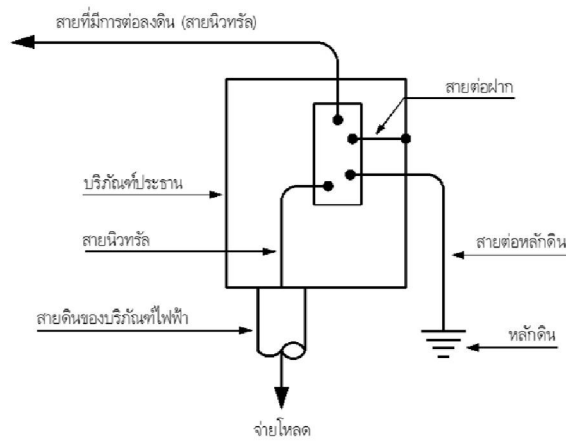 สายที่มีการต่อลงดิน (สายนิวทรัล)
สายต่อฝาก
บริภัณฑ์ประธาน
สายนิวทรัล
สายต่อหลักดิน
สายดินของบริภัณฑ์ไฟฟ้า
หลักดิน
จ่ายโหลด